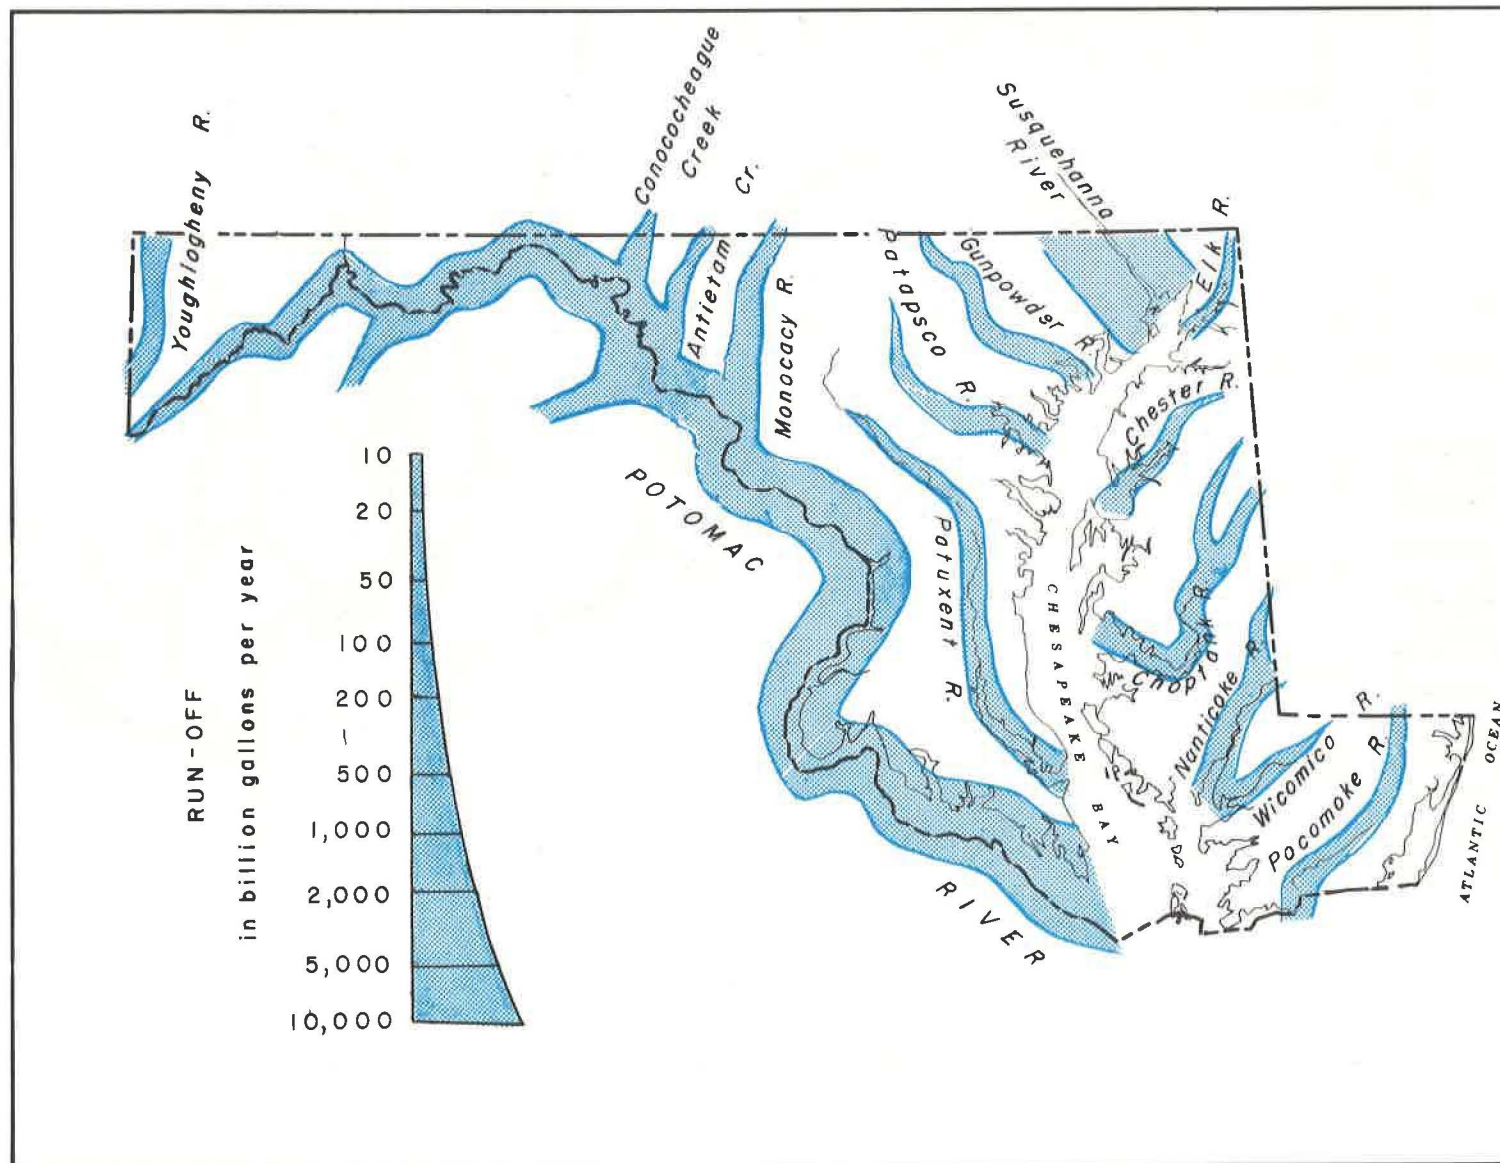 Youghiogheny R.
Conococheague
Creek
Antietam Cr.
Monocacy R.
Patapsco R.
Gunpowder R.
Susquehanna
River
Elk R.
Chester R.
POTOMAC
RIVER
Patuxent R.
CHESAPEAKE
BAY
Choptank R.
Nanticoke R.
Wicomico R.
Pocomoke R.
ATLANTIC OCEAN
RUN-OFF
in billion gallons per year
10
20
50
100
200
500
1,000
2,000
5,000
10,000